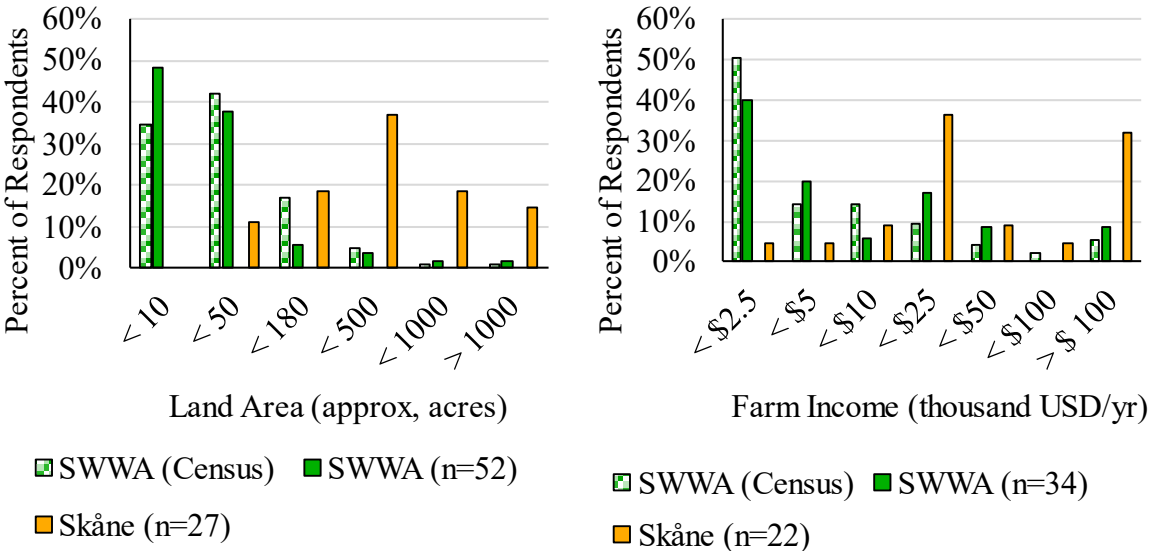 Percent of Respondents
60%
50%
40%
30%
20%
10%
0%
< 10
< 50
< 180
< 500
< 1000
> 1000
Land Area (approx, acres)
SWWA (Census) SWWA (n=52)
Skåne (n=27)
Percent of Respondents
60%
50%
40%
30%
20%
10%
0%
< $2.5
< $5
< $10
< $25
< $50
< $100
> $ 100
Farm Income (thousand USD/yr)
SWWA (Census) SWWA (n=34)
Skåne (n=22)